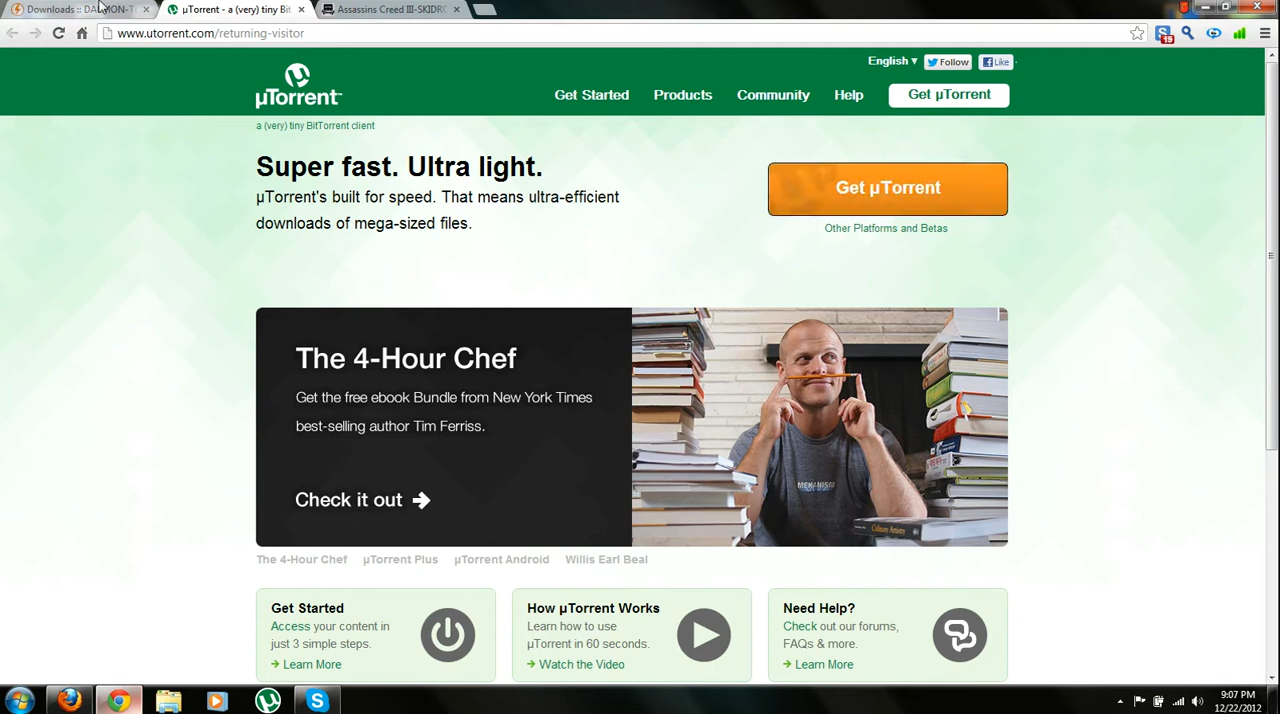 Downloads :: DAEMON-T
µTorrent - a (very) tiny Bit
Assassins Creed III-SKIDRO
www.utorrent.com/returning-visitor
19
English ▾
Follow
Like
µTorrent
Get Started
Products
Community
Help
Get µTorrent
a (very) tiny BitTorrent client
Super fast. Ultra light.
µTorrent's built for speed. That means ultra-efficient
downloads of mega-sized files.
Get µTorrent
Other Platforms and Betas
The 4-Hour Chef
Get the free ebook Bundle from New York Times
best-selling author Tim Ferriss.
Check it out
MEKANISM
Culinary Artistry
The 4-Hour Chef
µTorrent Plus
µTorrent Android
Willis Earl Beal
Get Started
Access your content in
just 3 simple steps.
Learn More
How µTorrent Works
Learn how to use
µTorrent in 60 seconds.
Watch the Video
Need Help?
Check out our forums,
FAQs & more.
Learn More
9:07 PM
12/22/2012